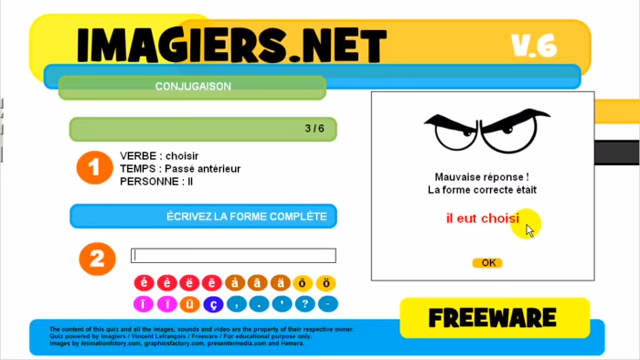 IMAGIERS.NET
V.6
CONJUGAISON
3 / 6
1
VERBE : choisir
TEMPS : Passé antérieur
PERSONNE : Il
ÉCRIVEZ LA FORME COMPLÈTE
2
é è ê ë à â ä ô ö
î ï û ç , . ' ? -
Mauvaise réponse !
La forme correcte était
il eut choisi
OK
FREEWARE
The content of this quiz and all the images, sounds and video are the property of their respective owner.
Quiz powered by Imagiers / Vincent Lefrançois / Freeware / For educational purpose only.
Images by Animationfctory.com, graphicsfactory.com, presentermedia.com and Hemera.